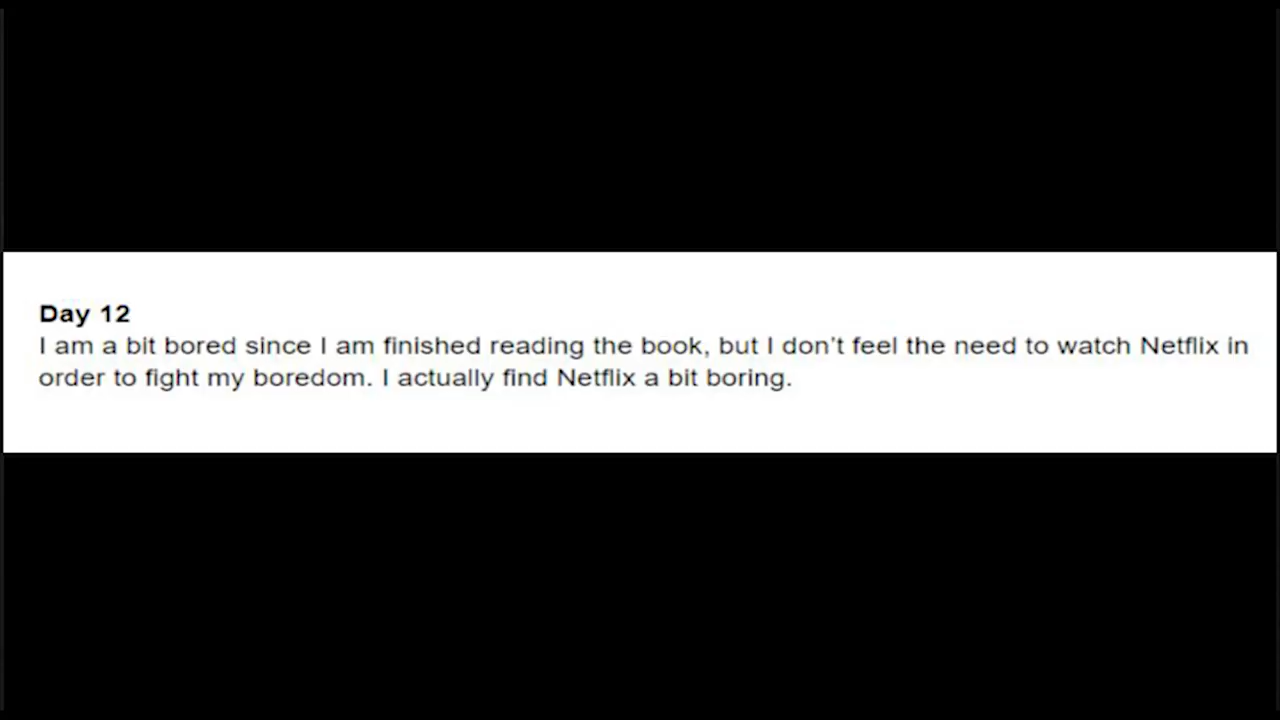 Day 12
I am a bit bored since I am finished reading the book, but I don't feel the need to watch Netflix in
order to fight my boredom. I actually find Netflix a bit boring.